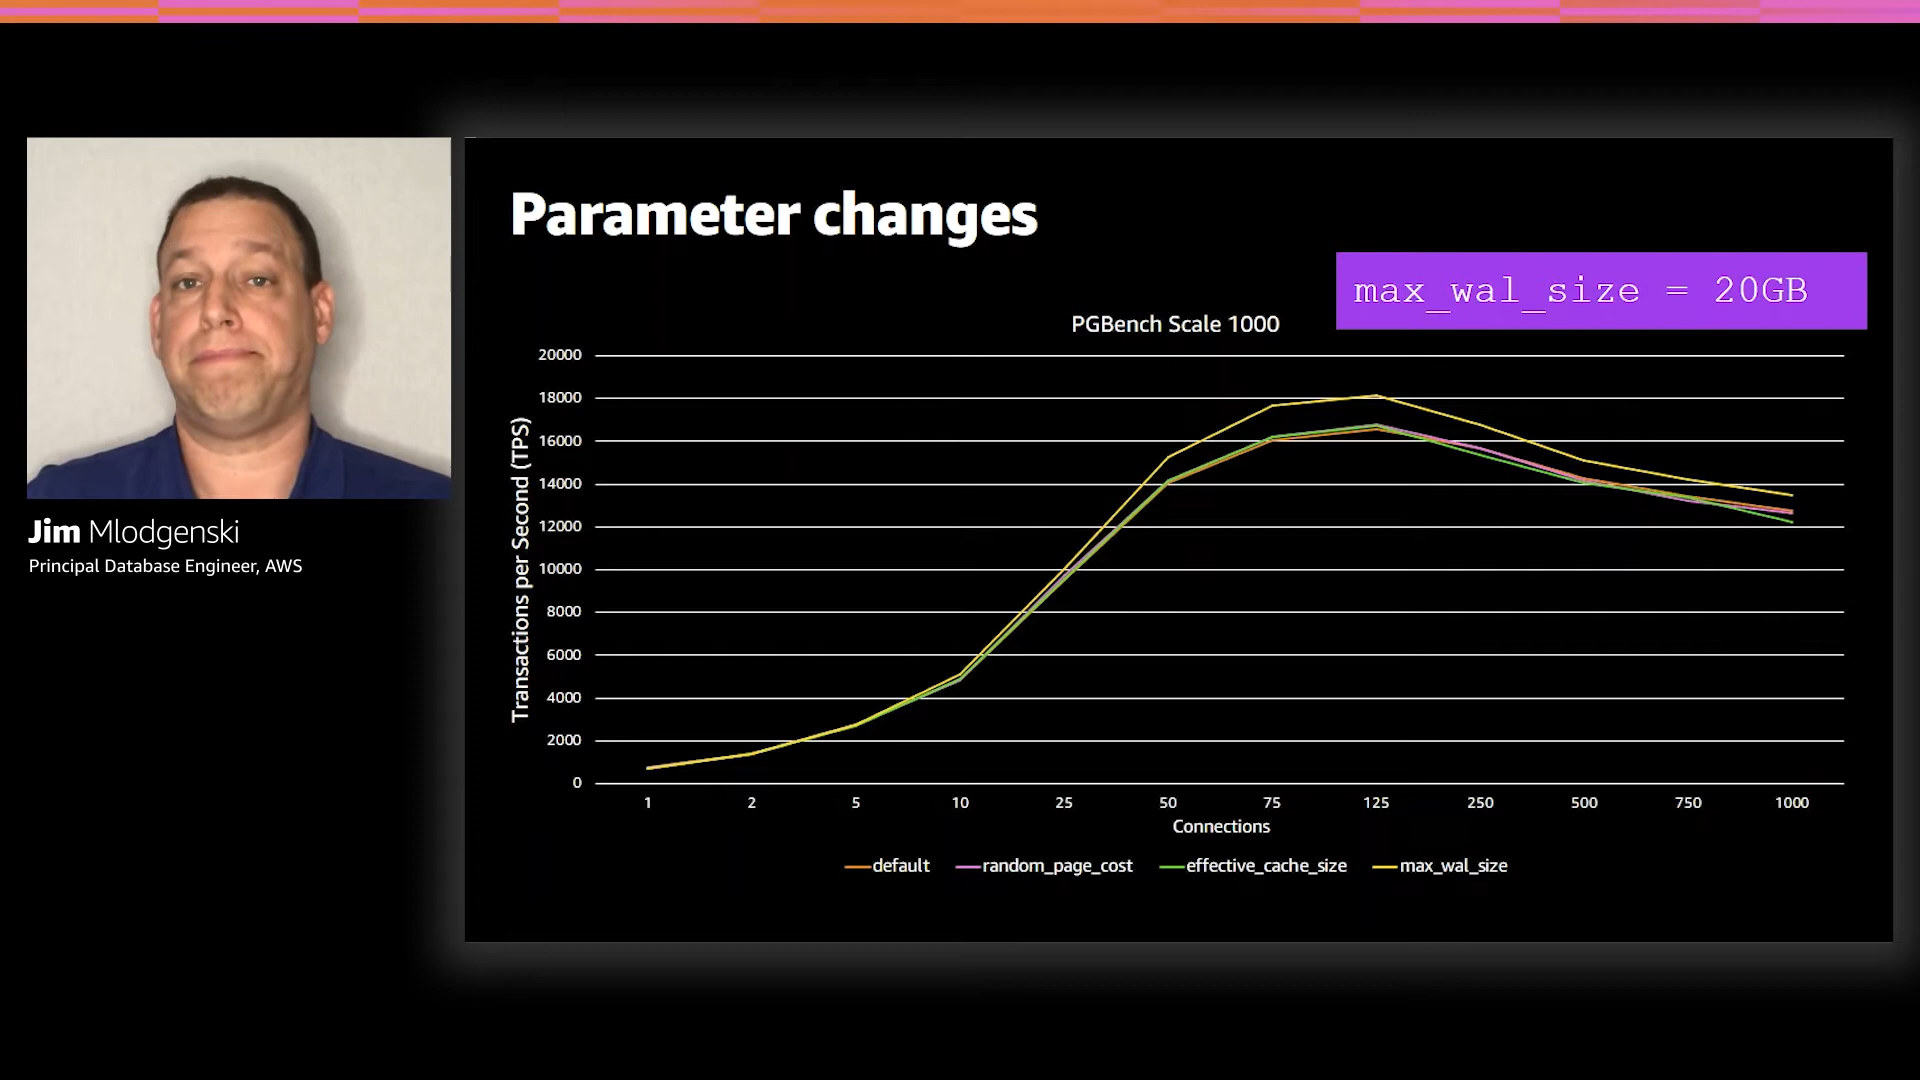 Parameter changes
max_wal_size = 20GB
PGBench Scale 1000
Transactions per Second (TPS)
20000
18000
16000
14000
12000
10000
8000
6000
4000
2000
0
1 2 5 10 25 50 75 125 250 500 750 1000
Connections
default random_page_cost effective_cache_size max_wal_size
Jim Mlodgenski
Principal Database Engineer, AWS